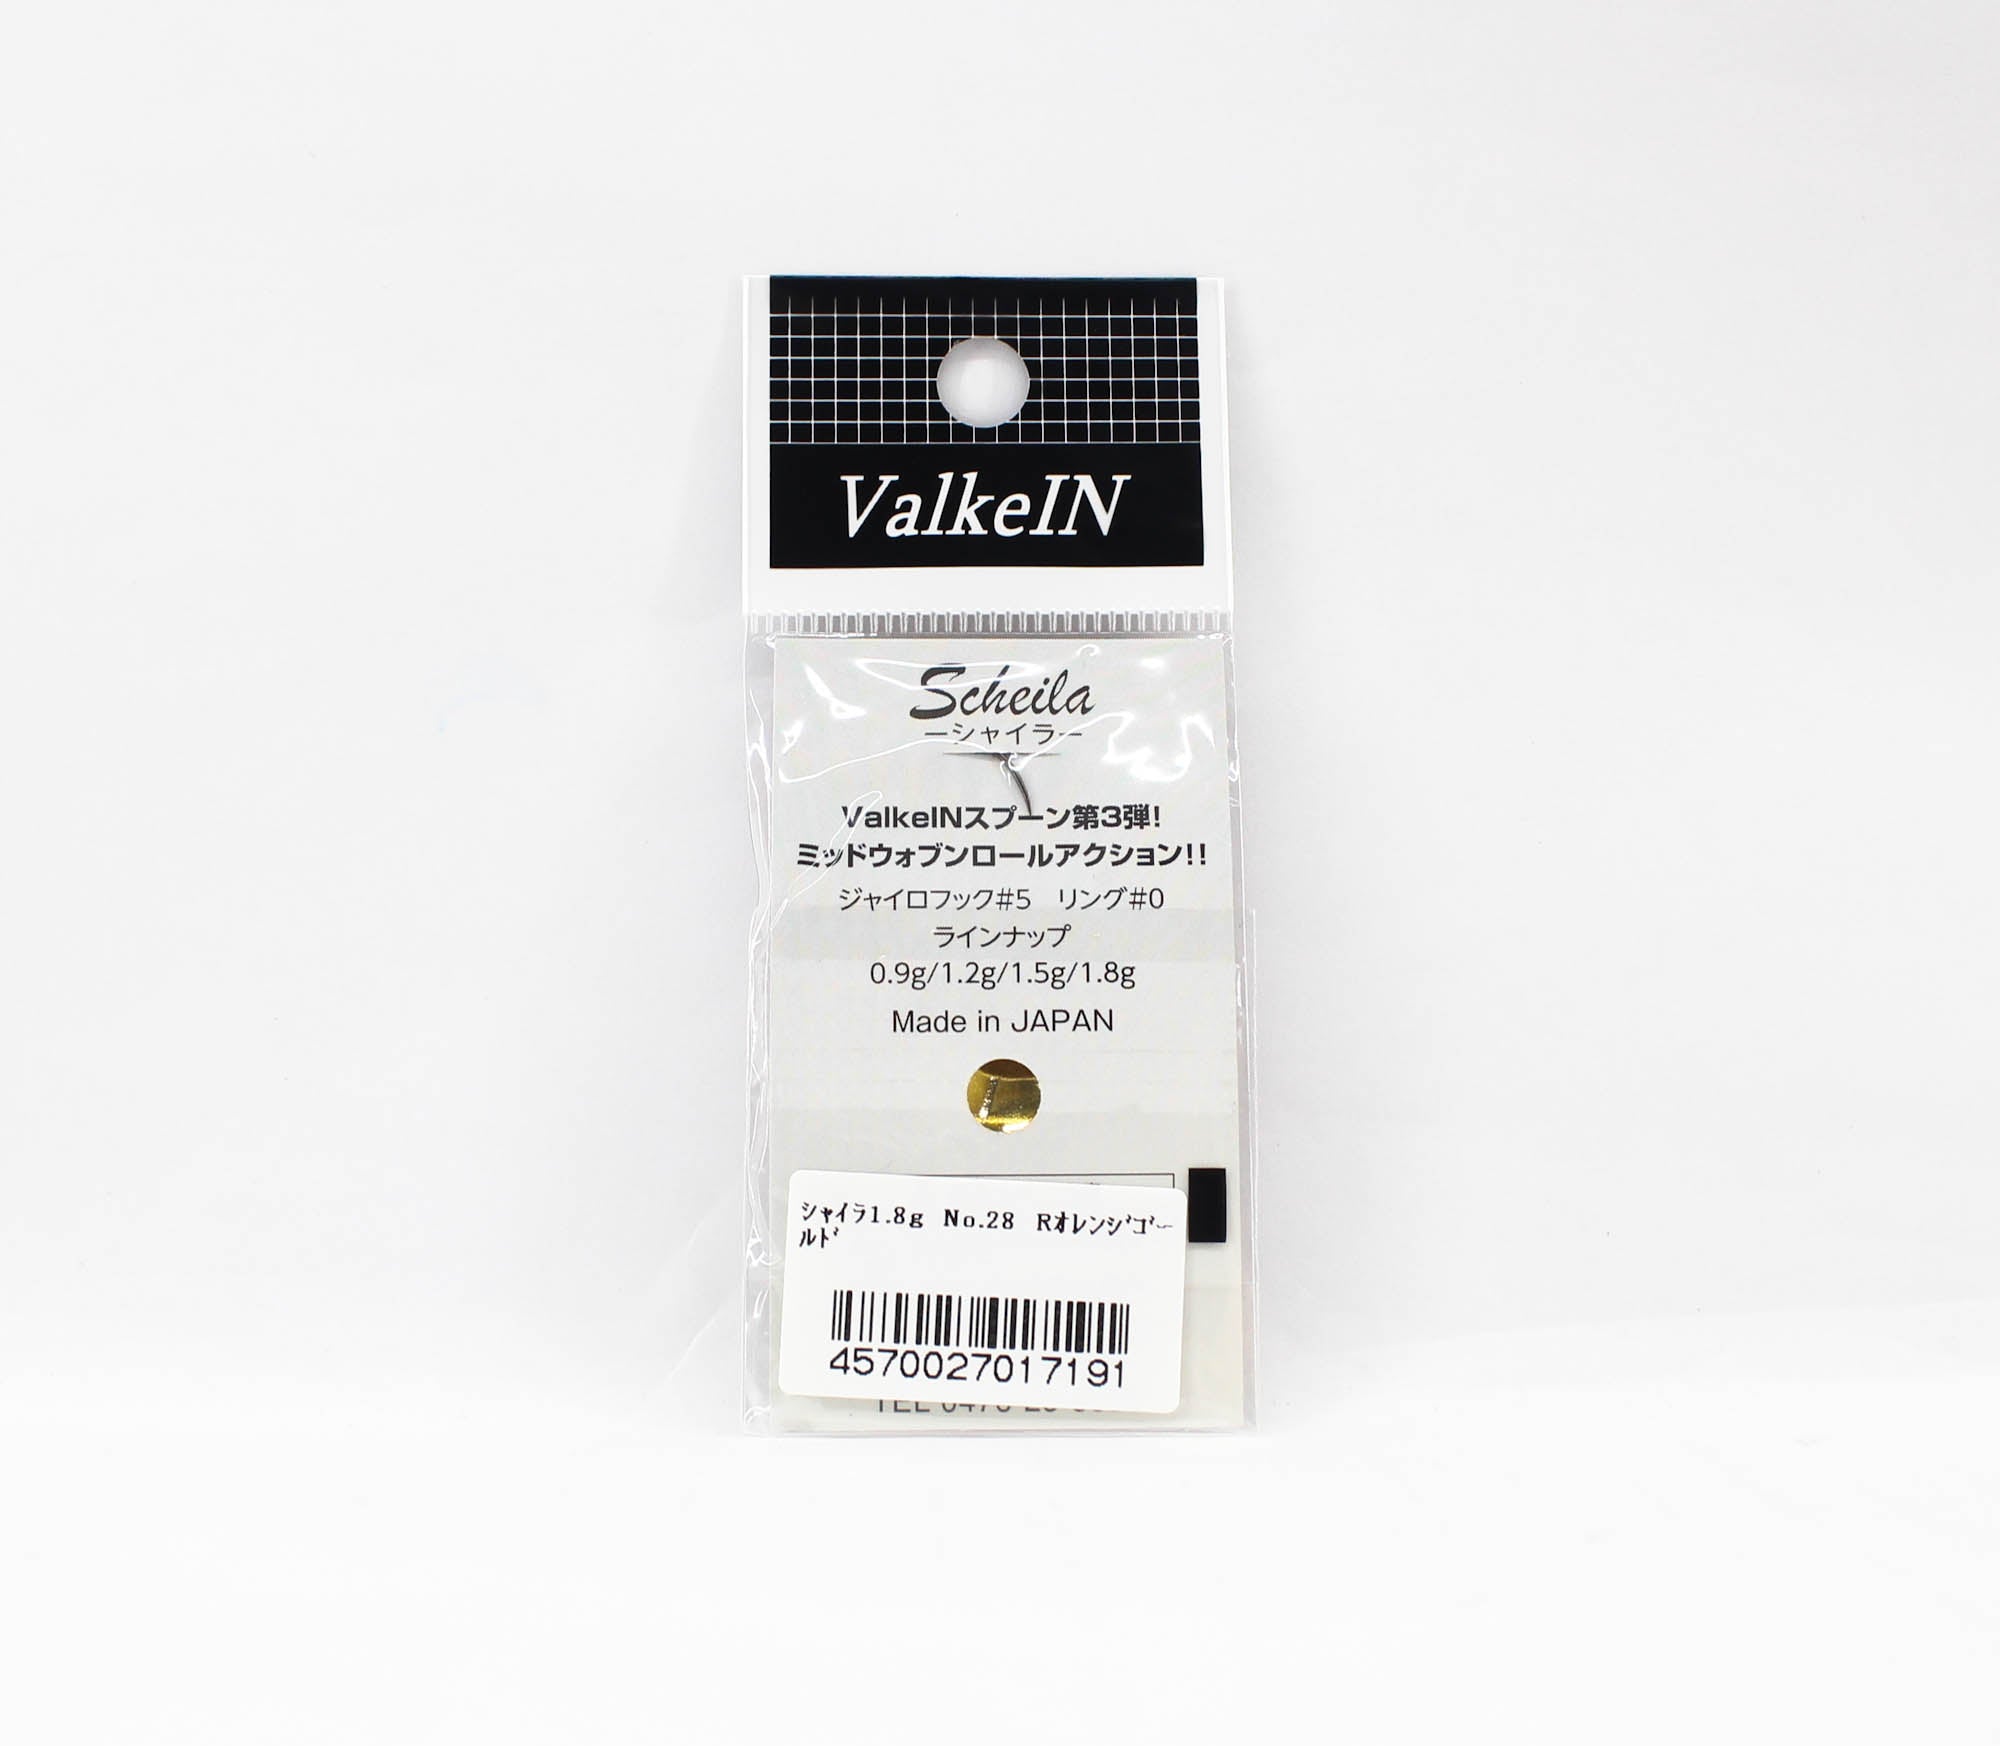 ValkeIN
Scheila
ーシャイラー
ValkeINスプーン第3弾!
ミッドウォブンロールアクション!!
ジャイロフック#5　リング#0
ラインナップ
0.9g/1.2g/1.5g/1.8g
Made in JAPAN
シャイラ1.8g　No.28　Rオレンジゴー
ルド
4570027017191
TEL